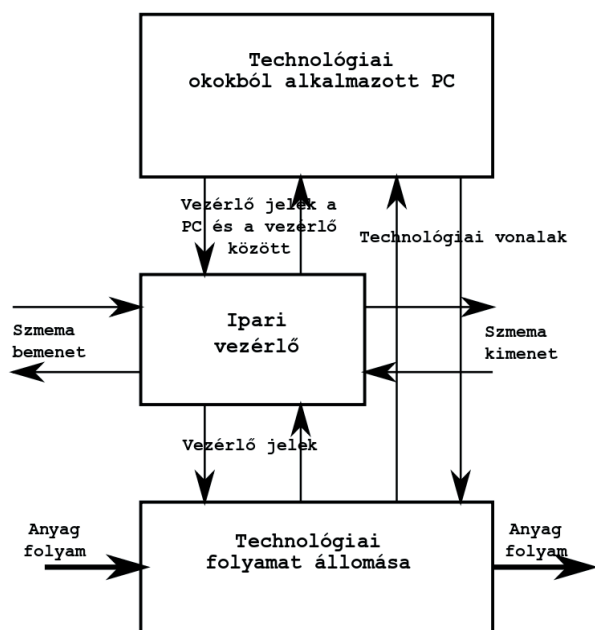 Technológiai
okokból alkalmazott PC
Vezérlő jelek a
PC és a vezérlő
között
Technológiai vonalak
Ipari
vezérlő
Szmema
bemenet
Szmema
kimenet
Vezérlő jelek
Anyag
folyam
Technológiai
folyamat állomása
Anyag
folyam